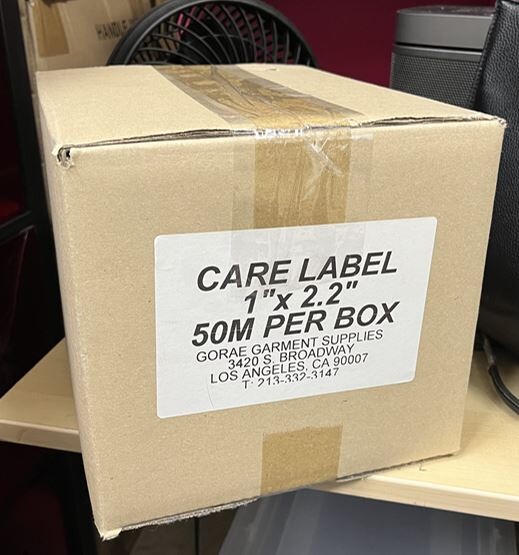 HANDLE
CARE LABEL
1"x 2.2"
50M PER BOX
GORAE GARMENT SUPPLIES
3420 S. BROADWAY
LOS ANGELES, CA 90007
T: 213-332-3147